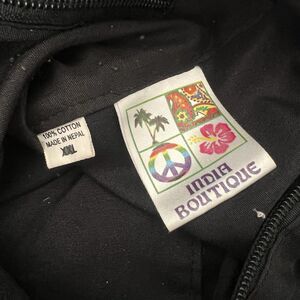 100% COTTON
MADE IN NEPAL
XXL
INDIA
BOUTIQUE